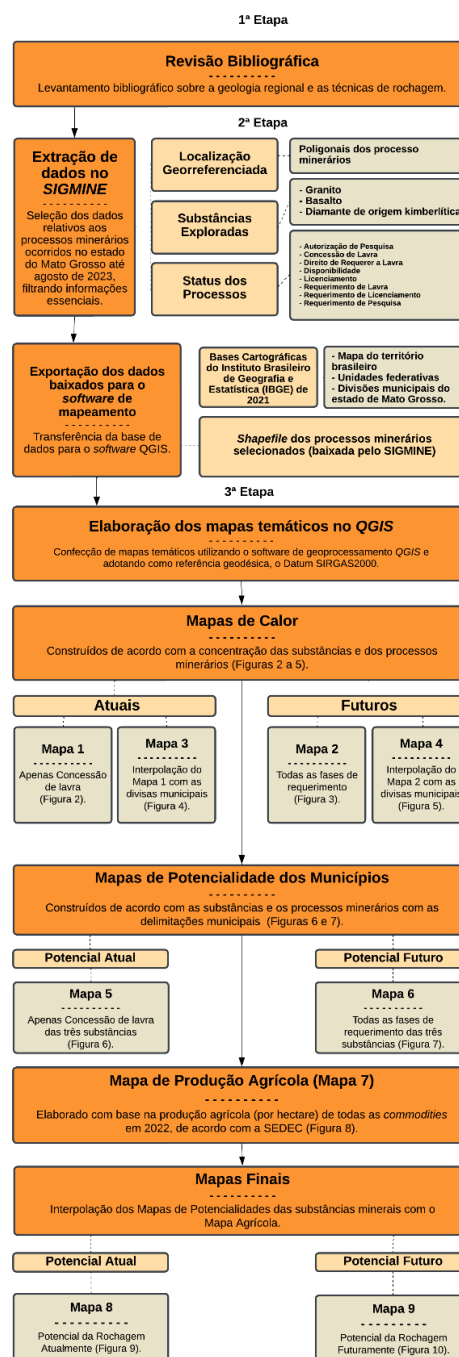 1ª Etapa
Revisão Bibliográfica
Levantamento bibliográfico sobre a geologia regional e as técnicas de rochagem.
2ª Etapa
Extração de
dados no
SIGMINE
Seleção dos dados
relativos aos
processos minerários
ocorridos no estado
do Mato Grosso até
agosto de 2023,
filtrando informações
essenciais.
Localização
Georreferenciada
Poligonais dos processo
minerários
Substâncias
Exploradas
- Granito
- Basalto
- Diamante de origem kimberlítica
Status dos
Processos
- Autorização de Pesquisa
- Concessão de Lavra
- Direito de Requerer a Lavra
- Disponibilidade
- Licenciamento
- Requerimento de Lavra
- Requerimento de Licenciamento
- Requerimento de Pesquisa
Exportação dos dados
baixados para o
software de
mapeamento
Transferência da base de
dados para o software QGIS.
Bases Cartográficas
do Instituto Brasileiro
de Geografia e
Estatística (IBGE) de
2021
- Mapa do território
brasileiro
- Unidades federativas
- Divisões municipais do
estado de Mato Grosso.
Shapefile dos processos minerários
selecionados (baixada pelo SIGMINE)
3ª Etapa
Elaboração dos mapas temáticos no QGIS
Confecção de mapas temáticos utilizando o software de geoprocessamento QGIS e
adotando como referência geodésica, o Datum SIRGAS2000.
Mapas de Calor
Construídos de acordo com a concentração das substâncias e dos processos
minerários (Figuras 2 a 5).
Atuais
Futuros
Mapa 1
Apenas Concessão
de lavra
(Figura 2).
Mapa 3
Interpolação do
Mapa 1 com as
divisas municipais
(Figura 4).
Mapa 2
Todas as fases de
requerimento
(Figura 3).
Mapa 4
Interpolação do
Mapa 2 com as
divisas municipais
(Figura 5).
Mapas de Potencialidade dos Municípios
Construídos de acordo com as substâncias e os processos minerários com as
delimitações municipais (Figuras 6 e 7).
Potencial Atual
Potencial Futuro
Mapa 5
Apenas Concessão de lavra
das três substâncias
(Figura 6).
Mapa 6
Todas as fases de
requerimento das três
substâncias (Figura 7).
Mapa de Produção Agrícola (Mapa 7)
Elaborado com base na produção agrícola (por hectare) de todas as commodities
em 2022, de acordo com a SEDEC (Figura 8).
Mapas Finais
Interpolação dos Mapas de Potencialidades das substâncias minerais com o
Mapa Agrícola.
Potencial Atual
Potencial Futuro
Mapa 8
Potencial da Rochagem
Atualmente (Figura 9).
Mapa 9
Potencial da Rochagem
Futuramente (Figura 10).